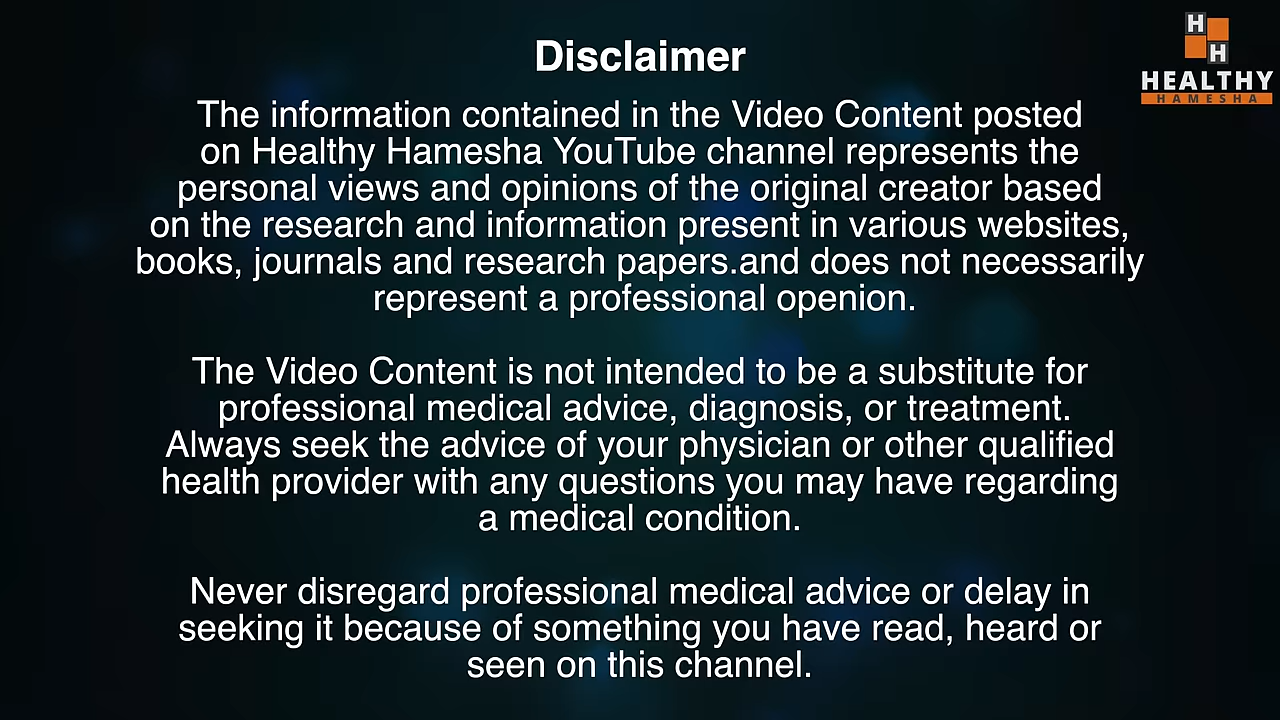 Disclaimer
H
H
HEALTHY
HAMESHA
The information contained in the Video Content posted
on Healthy Hamesha YouTube channel represents the
personal views and opinions of the original creator based
on the research and information present in various websites,
books, journals and research papers.and does not necessarily
represent a professional openion.
The Video Content is not intended to be a substitute for
professional medical advice, diagnosis, or treatment.
Always seek the advice of your physician or other qualified
health provider with any questions you may have regarding
a medical condition.
Never disregard professional medical advice or delay in
seeking it because of something you have read, heard or
seen on this channel.